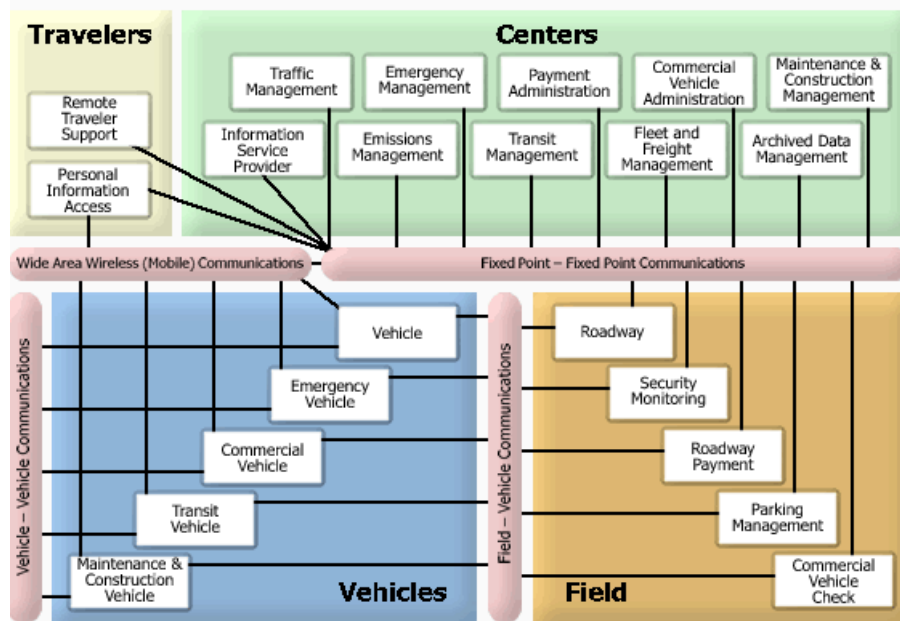 Travelers
Centers
Traffic
Management
Emergency
Management
Payment
Administration
Commercial
Vehicle
Administration
Maintenance &
Construction
Management
Remote
Traveler
Support
Information
Service
Provider
Emissions
Management
Transit
Management
Fleet and
Freight
Management
Archived Data
Management
Personal
Information
Access
Wide Area Wireless (Mobile) Communications
Fixed Point – Fixed Point Communications
Vehicle – Vehicle Communications
Vehicle
Emergency
Vehicle
Commercial
Vehicle
Transit
Vehicle
Maintenance &
Construction
Vehicle
Vehicles
Field – Vehicle Communications
Roadway
Security
Monitoring
Roadway
Payment
Parking
Management
Commercial
Vehicle
Check
Field